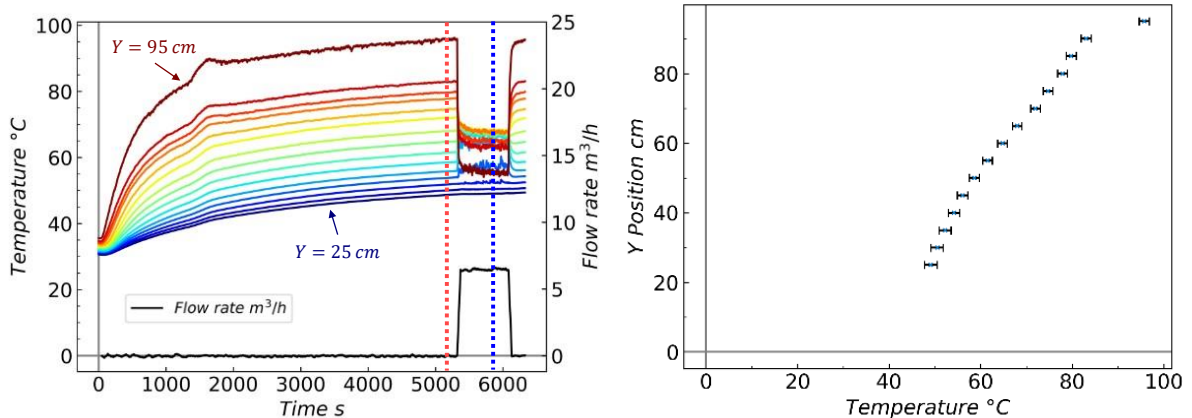 100
80
60
40
20
0
Temperature °C
Y = 95 cm
Y = 25 cm
Flow rate m³/h
25
20
15
10
5
0
Flow rate m³/h
0 1000 2000 3000 4000 5000 6000
Time s
80
60
40
20
0
Y Position cm
0 20 40 60 80 100
Temperature °C